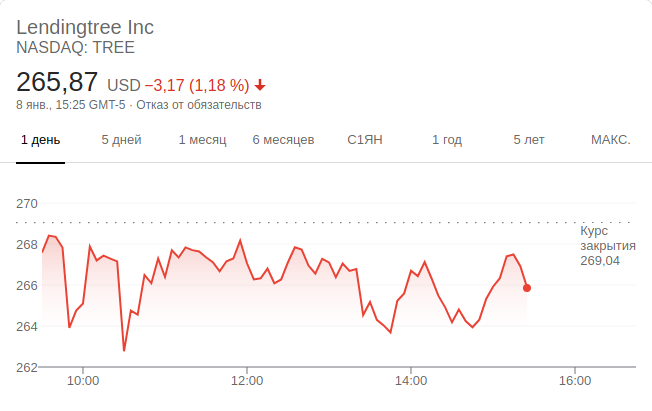 Lendingtree Inc
NASDAQ: TREE
265,87 USD −3,17 (1,18 %)
8 янв., 15:25 GMT-5 · Отказ от обязательств
1 день 5 дней 1 месяц 6 месяцев С1ЯН 1 год 5 лет МАКС.
270
268
266
264
262
Курс
закрытия
269,04
10:00 12:00 14:00 16:00